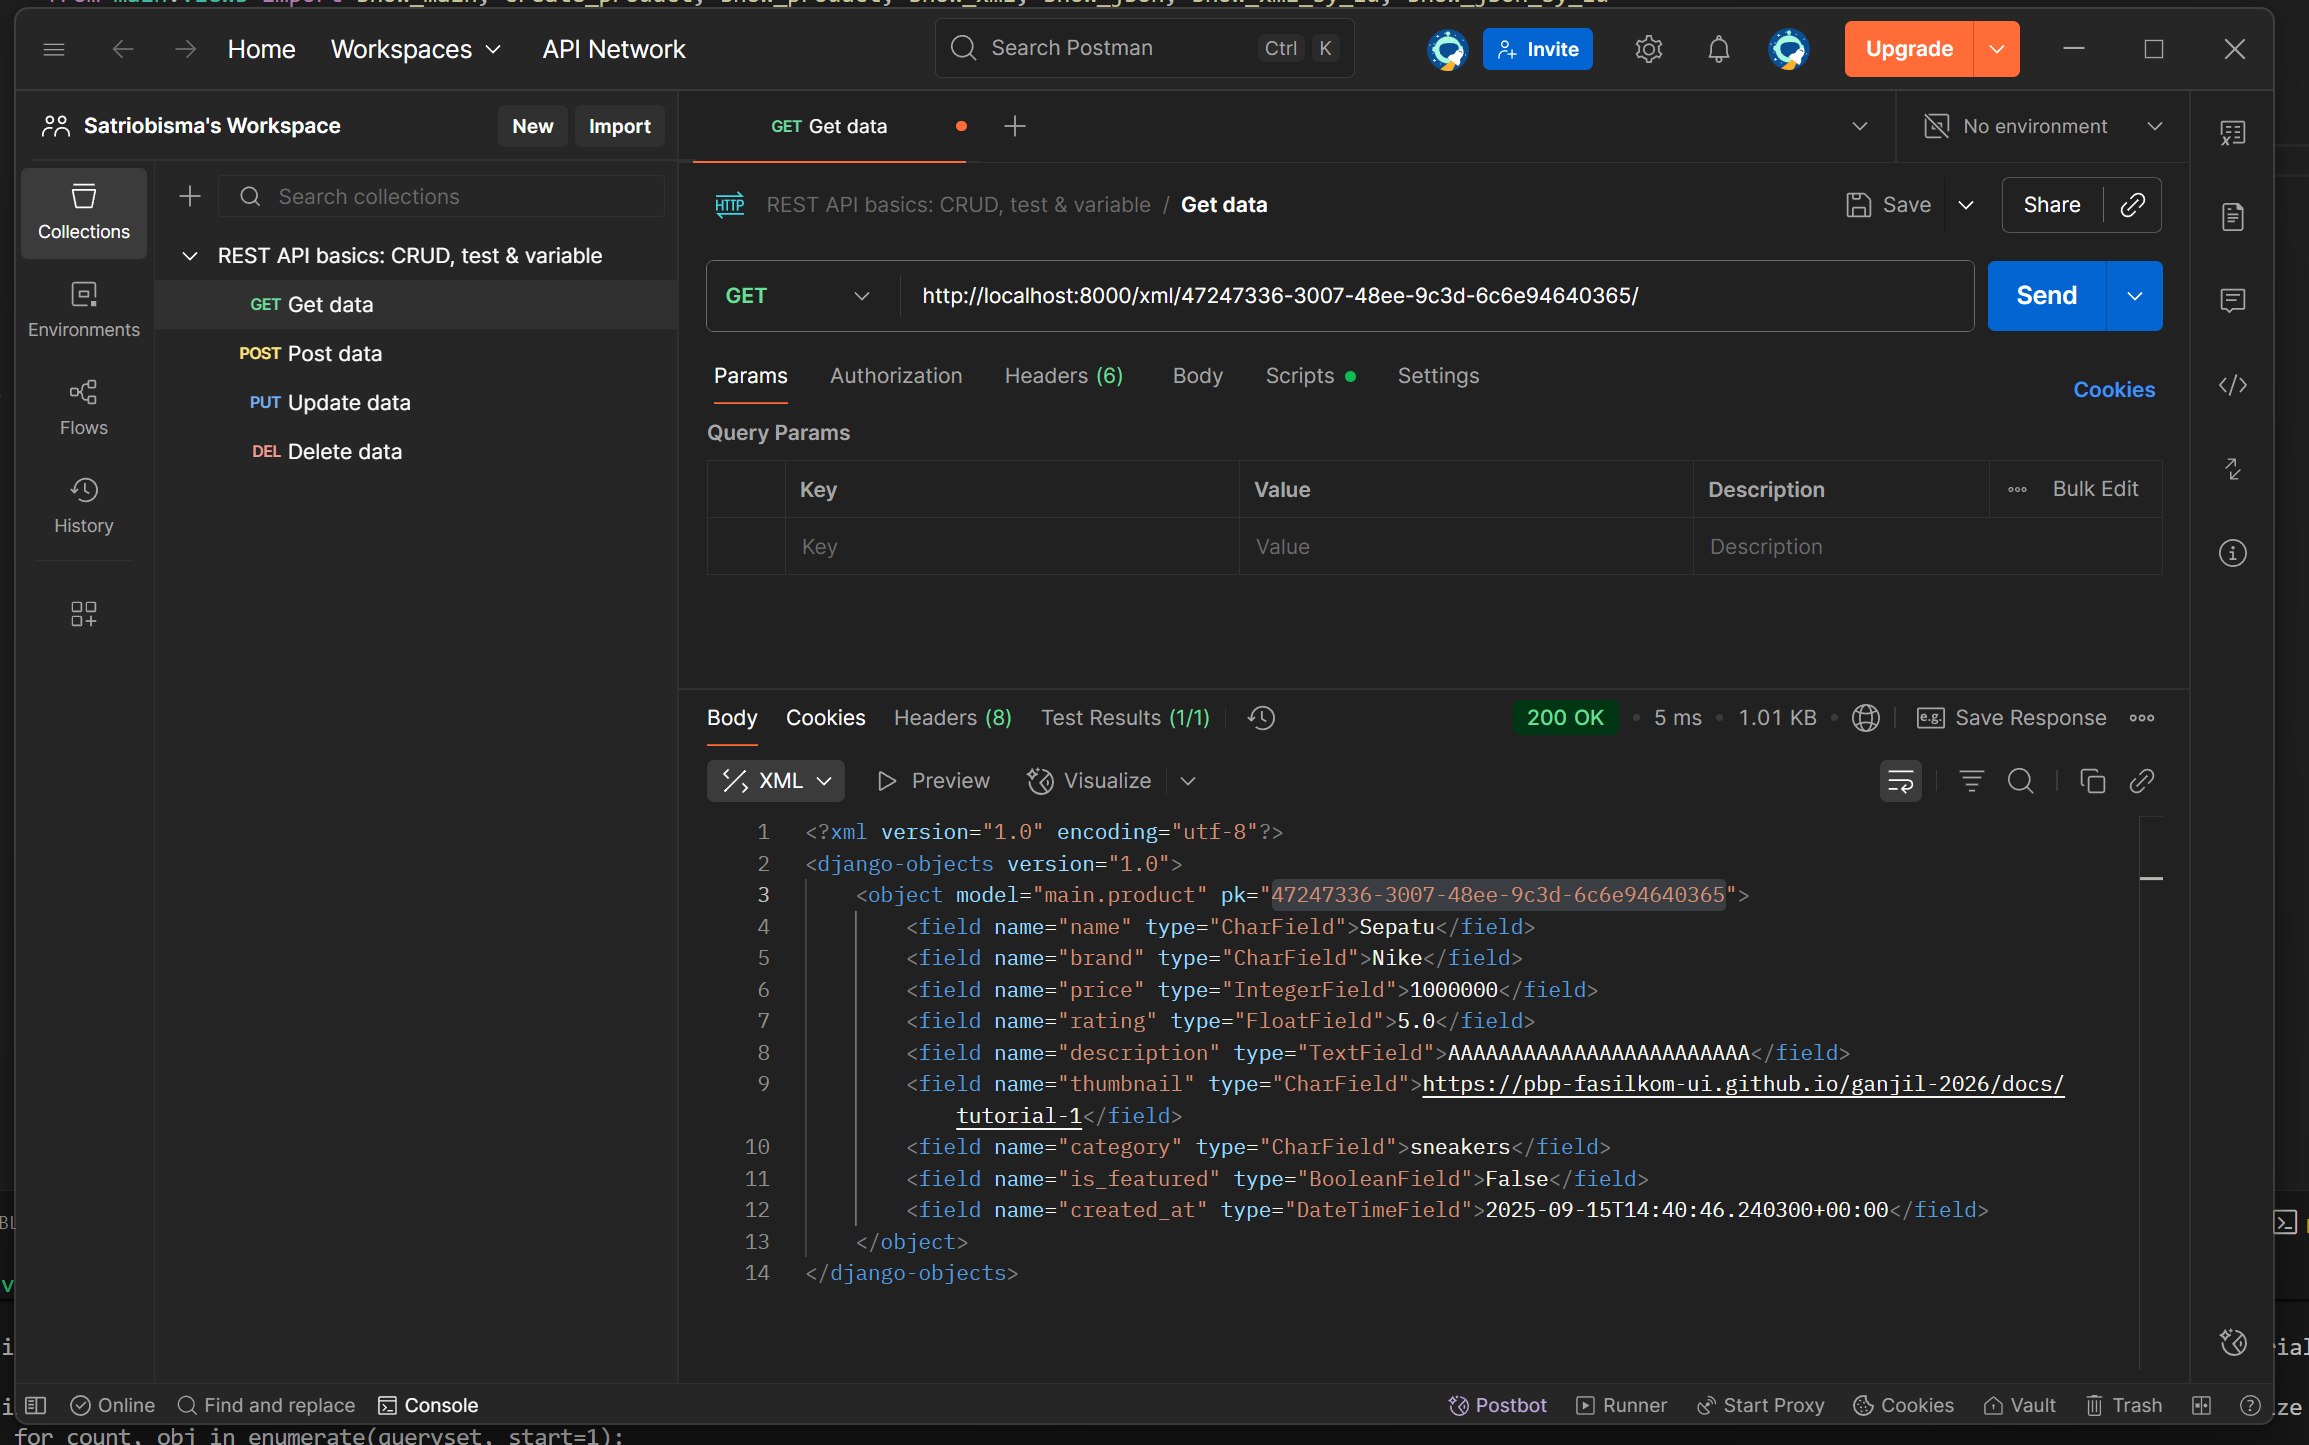 Home
Workspaces
API Network
Search Postman
Ctrl K
Invite
Upgrade
Satriobisma's Workspace
New
Import
GET Get data
No environment
Collections
Search collections
REST API basics: CRUD, test & variable
GET Get data
POST Post data
PUT Update data
DEL Delete data
Environments
Flows
History
HTTP REST API basics: CRUD, test & variable / Get data
Save
Share
GET http://localhost:8000/xml/47247336-3007-48ee-9c3d-6c6e94640365/
Send
Params
Authorization
Headers (6)
Body
Scripts
Settings
Cookies
Query Params
Key Value Description Bulk Edit
Key Value Description
Body
Cookies
Headers (8)
Test Results (1/1)
200 OK
5 ms
1.01 KB
e.g. Save Response
XML
Preview
Visualize
1 <?xml version="1.0" encoding="utf-8"?>
2 <django-objects version="1.0">
3 <object model="main.product" pk="47247336-3007-48ee-9c3d-6c6e94640365">
4 <field name="name" type="CharField">Sepatu</field>
5 <field name="brand" type="CharField">Nike</field>
6 <field name="price" type="IntegerField">1000000</field>
7 <field name="rating" type="FloatField">5.0</field>
8 <field name="description" type="TextField">AAAAAAAAAAAAAAAAAAAAAAAA</field>
9 <field name="thumbnail" type="CharField">https://pbp-fasilkom-ui.github.io/ganjil-2026/docs/
tutorial-1</field>
10 <field name="category" type="CharField">sneakers</field>
11 <field name="is_featured" type="BooleanField">False</field>
12 <field name="created_at" type="DateTimeField">2025-09-15T14:40:46.240300+00:00</field>
13 </object>
14 </django-objects>
Online
Find and replace
Console
Postbot
Runner
Start Proxy
Cookies
Vault
Trash
for count, obj in enumerate(queryset, start=1):